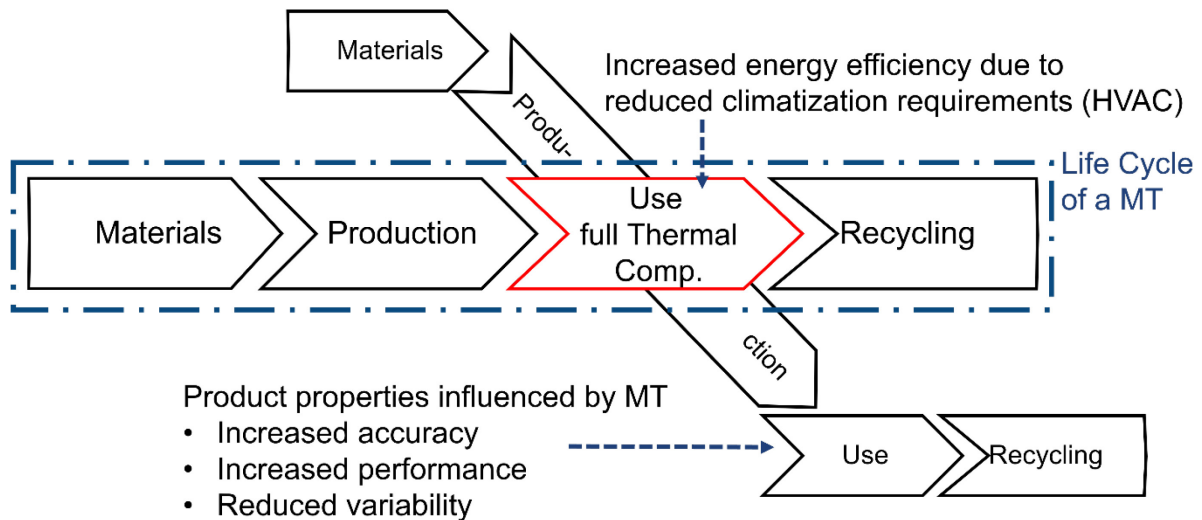 Materials
Increased energy efficiency due to
reduced climatization requirements (HVAC)
Produ-
Life Cycle
of a MT
Materials
Production
Use
full Thermal
Comp.
Recycling
ction
Product properties influenced by MT
• Increased accuracy
• Increased performance
• Reduced variability
Use
Recycling